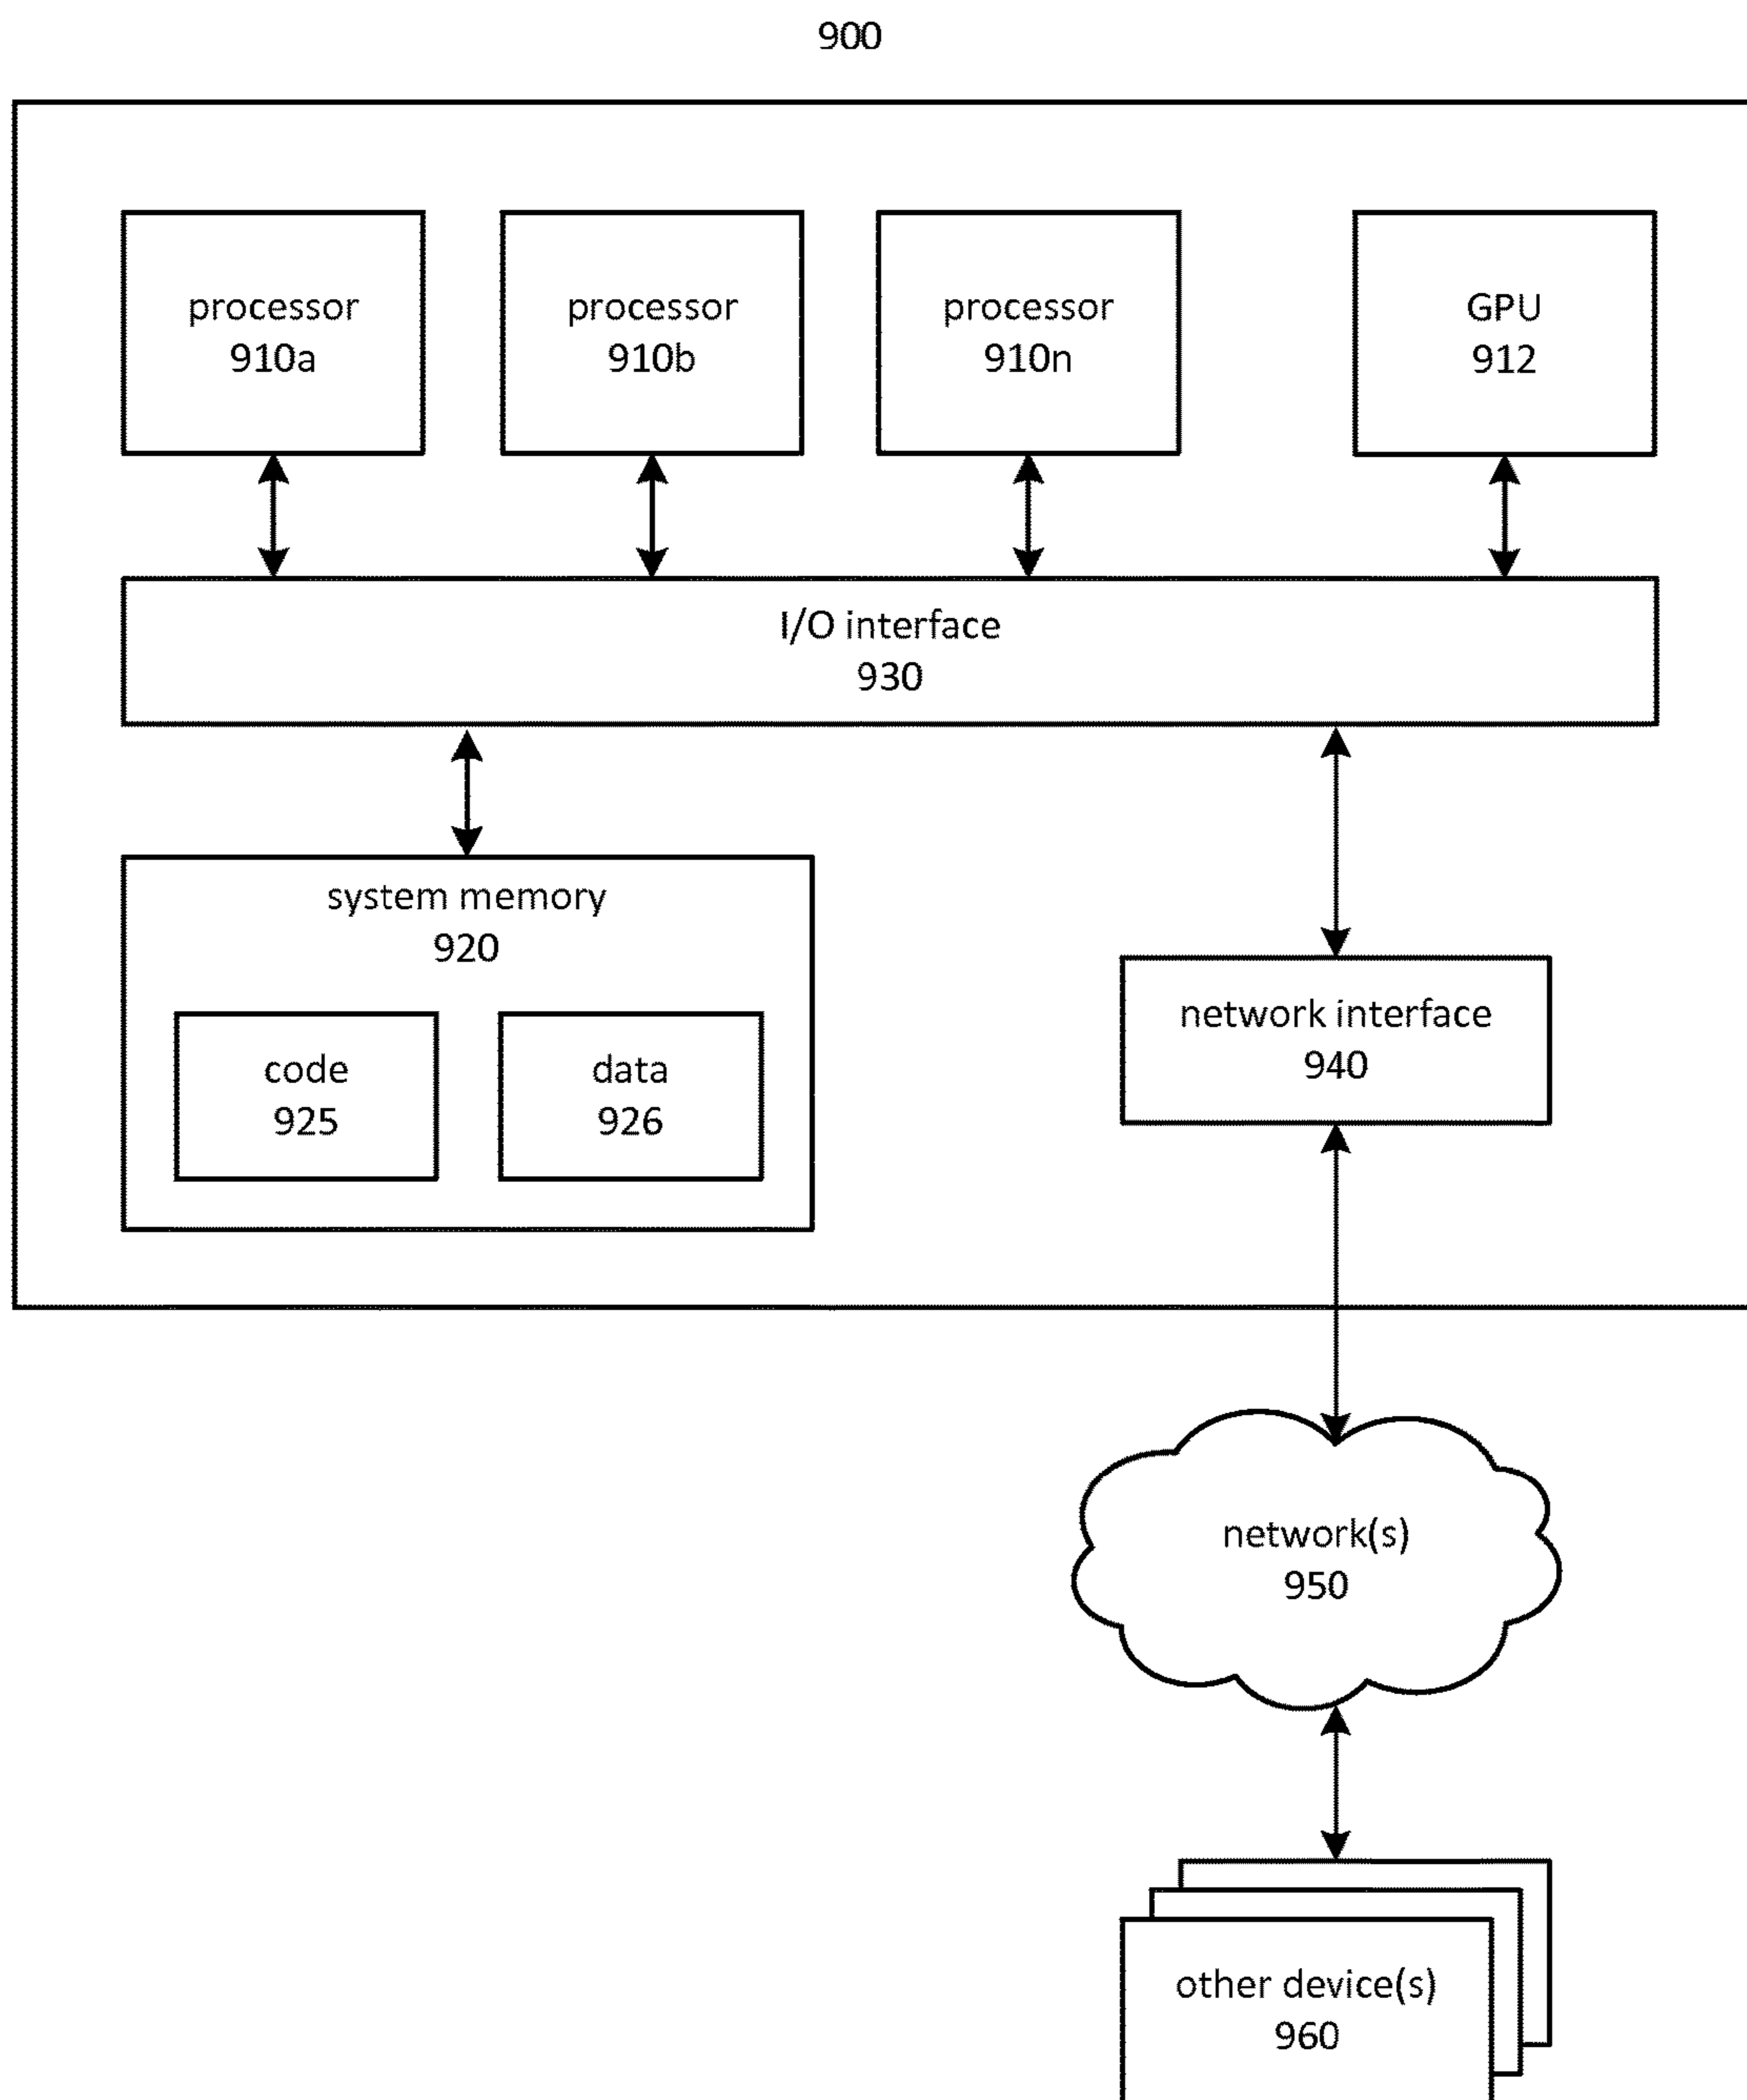 900
processor
910a
processor
910b
processor
910n
GPU
912
I/O interface
930
system memory
920
code
925
data
926
network interface
940
network(s)
950
other device(s)
960